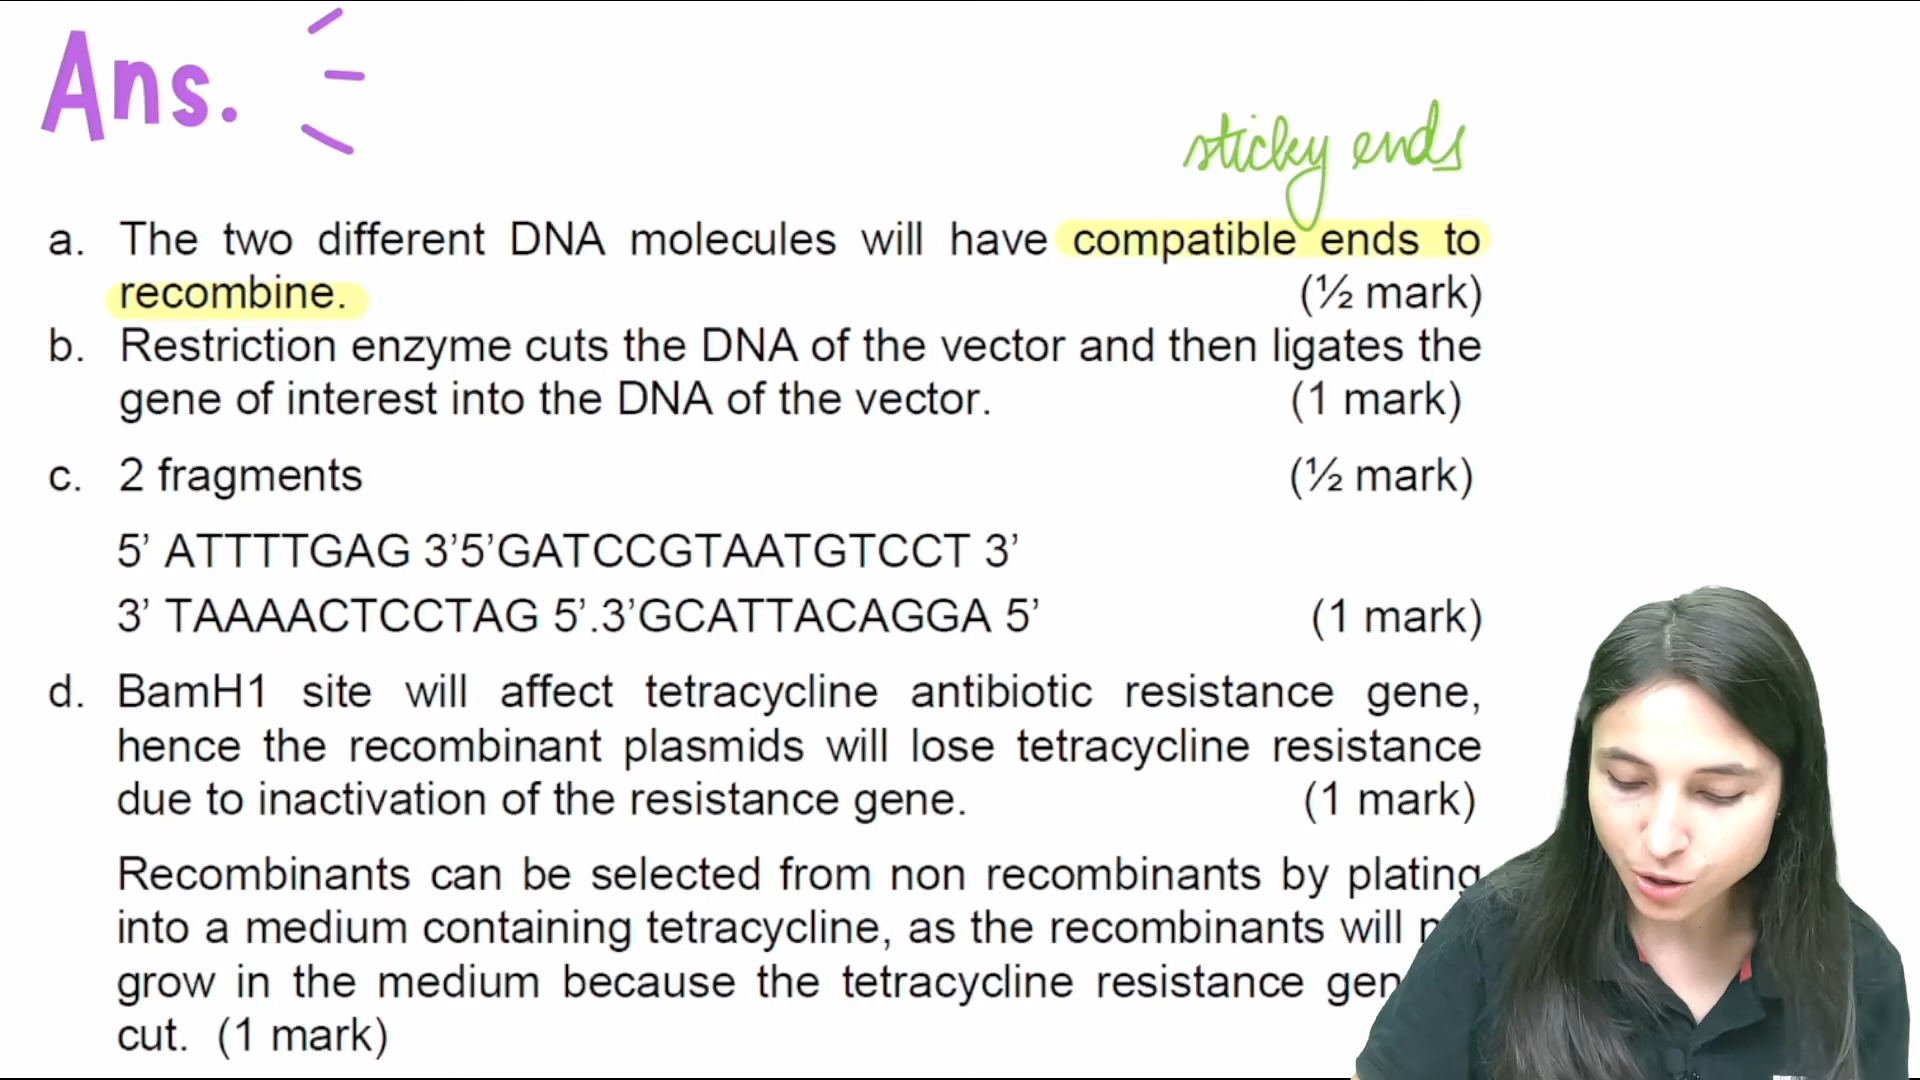 Ans.
sticky ends
a. The two different DNA molecules will have compatible ends to
recombine. (½ mark)
b. Restriction enzyme cuts the DNA of the vector and then ligates the
gene of interest into the DNA of the vector. (1 mark)
c. 2 fragments (½ mark)
5’ ATTTTGAG 3’5’GATCCGTAATGTCCT 3’
3’ TAAAACTCCTAG 5’.3’GCATTACAGGA 5’ (1 mark)
d. BamH1 site will affect tetracycline antibiotic resistance gene,
hence the recombinant plasmids will lose tetracycline resistance
due to inactivation of the resistance gene. (1 mark)
Recombinants can be selected from non recombinants by plating
into a medium containing tetracycline, as the recombinants will
grow in the medium because the tetracycline resistance
cut. (1 mark)